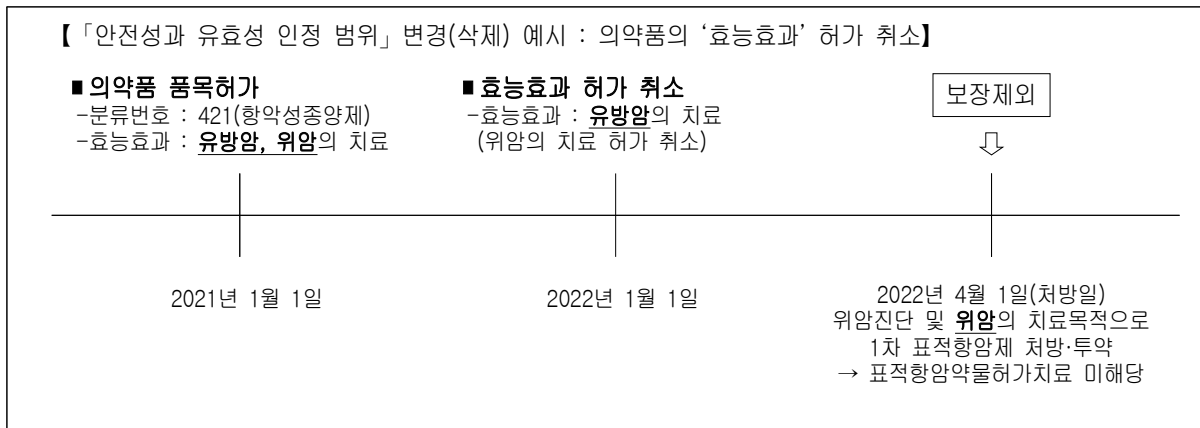 【「안전성과 유효성 인정 범위」 변경(삭제) 예시 : 의약품의 ‘효능효과’ 허가 취소】
■ 의약품 품목허가
-분류번호 : 421(항악성종양제)
-효능효과 : 유방암, 위암의 치료
■ 효능효과 허가 취소
-효능효과 : 유방암의 치료
(위암의 치료 허가 취소)
보장제외
2021년 1월 1일
2022년 1월 1일
2022년 4월 1일(처방일)
위암진단 및 위암의 치료목적으로
1차 표적항암제 처방·투약
→ 표적항암약물허가치료 미해당